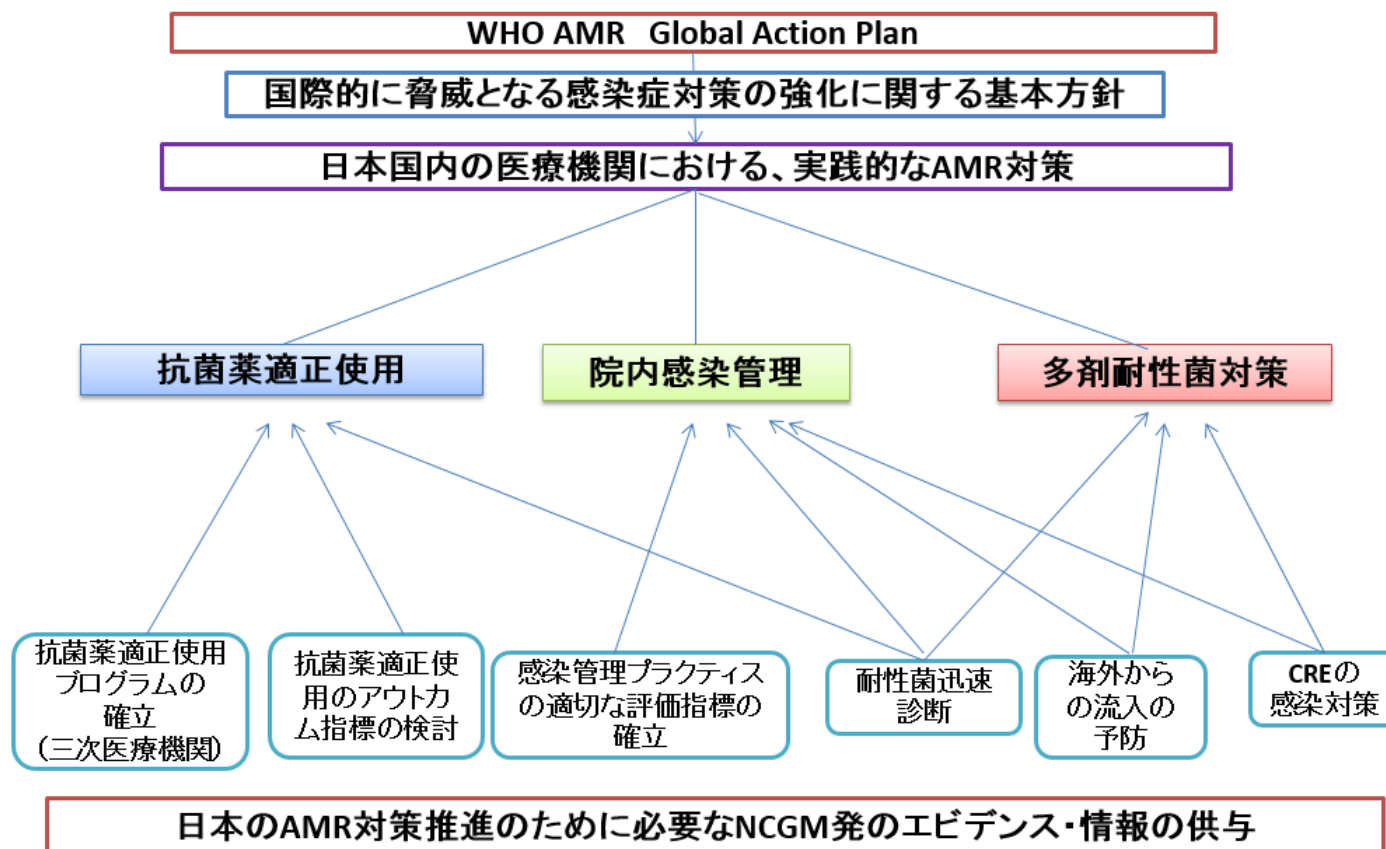 WHO AMR Global Action Plan
国際的に脅威となる感染症対策の強化に関する基本方針
日本国内の医療機関における、実践的なAMR対策
抗菌薬適正使用
院内感染管理
多剤耐性菌対策
抗菌薬適正使用
プログラムの
確立
(三次医療機関)
抗菌薬適正使
用のアウトカ
ム指標の検討
感染管理プラクティス
の適切な評価指標の
確立
耐性菌迅速
診断
海外から
の流入の
予防
CREの
感染対策
日本のAMR対策推進のために必要なNCGM発のエビデンス・情報の供与